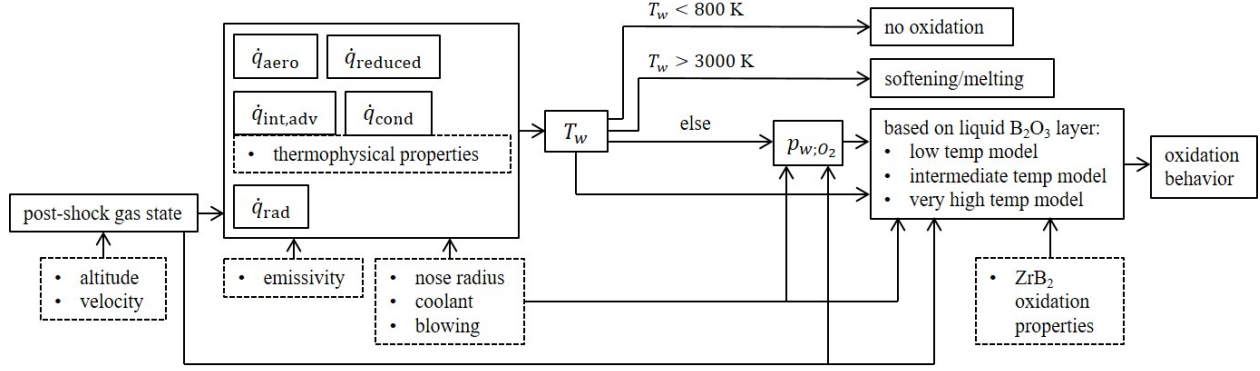 T_w < 800 K
no oxidation
q̇_aero
q̇_reduced
T_w > 3000 K
softening/melting
q̇_int,adv
q̇_cond
T_w
else
p_w;O₂
based on liquid B₂O₃ layer:
• low temp model
• intermediate temp model
• very high temp model
oxidation
behavior
• thermophysical properties
q̇_rad
post-shock gas state
• altitude
• velocity
• emissivity
• nose radius
• coolant
• blowing
• ZrB₂
oxidation
properties